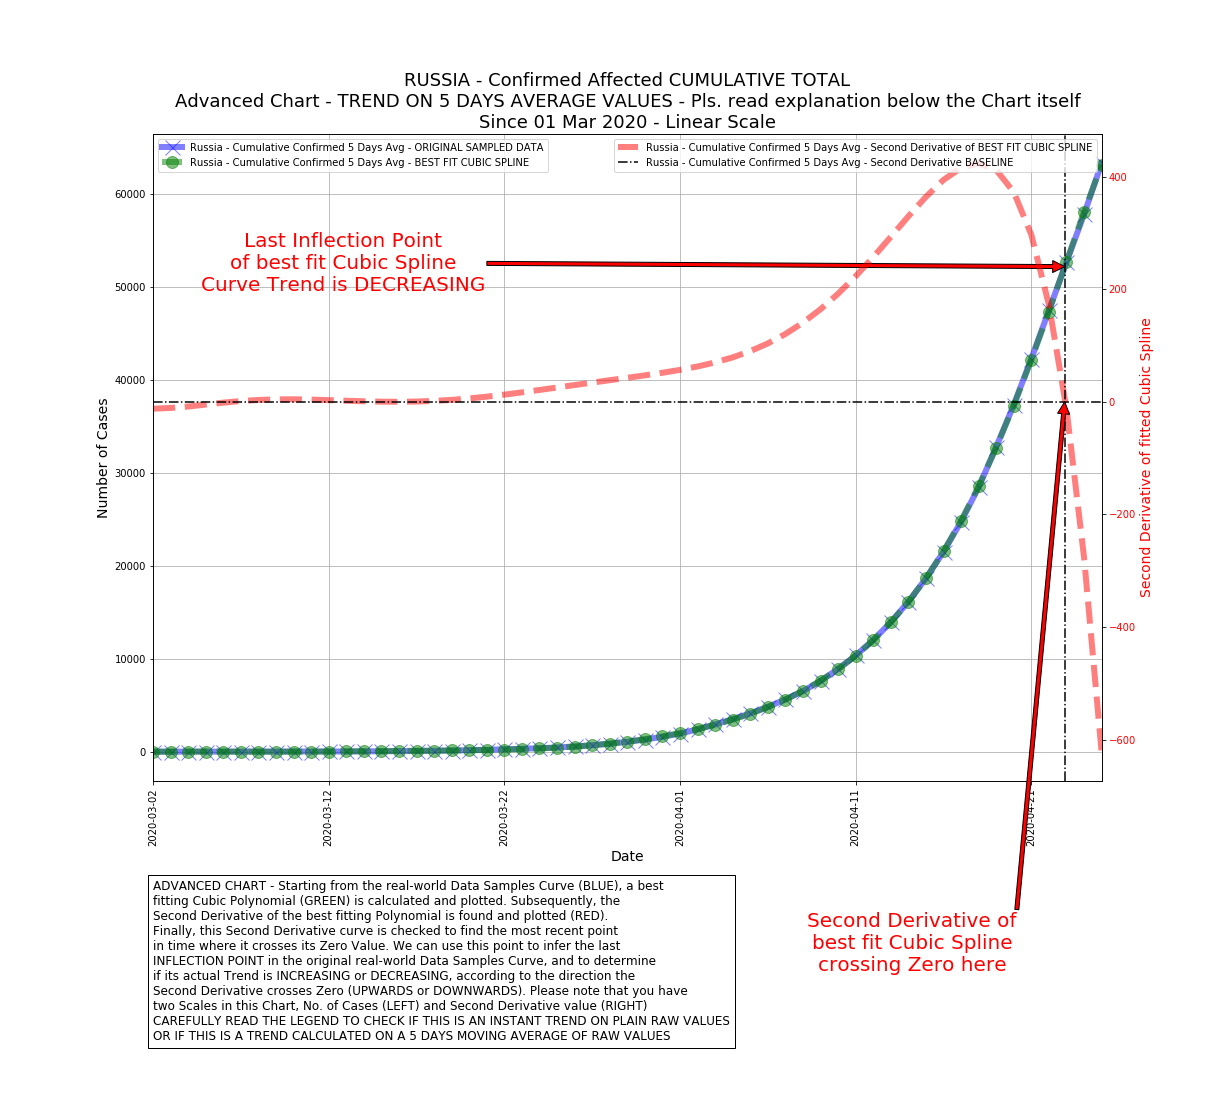 RUSSIA - Confirmed Affected CUMULATIVE TOTAL
Advanced Chart - TREND ON 5 DAYS AVERAGE VALUES - Pls. read explanation below the Chart itself
Since 01 Mar 2020 - Linear Scale
Russia - Cumulative Confirmed 5 Days Avg - ORIGINAL SAMPLED DATA
Russia - Cumulative Confirmed 5 Days Avg - BEST FIT CUBIC SPLINE
Russia - Cumulative Confirmed 5 Days Avg - Second Derivative of BEST FIT CUBIC SPLINE
Russia - Cumulative Confirmed 5 Days Avg - Second Derivative BASELINE
Last Inflection Point
of best fit Cubic Spline
Curve Trend is DECREASING
Number of Cases
60000
50000
40000
30000
20000
10000
0
400
200
0
−200
−400
−600
Second Derivative of fitted Cubic Spline
2020-03-02
2020-03-12
2020-03-22
2020-04-01
2020-04-11
2020-04-21
Date
Second Derivative of
best fit Cubic Spline
crossing Zero here
ADVANCED CHART - Starting from the real-world Data Samples Curve (BLUE), a best
fitting Cubic Polynomial (GREEN) is calculated and plotted. Subsequently, the
Second Derivative of the best fitting Polynomial is found and plotted (RED).
Finally, this Second Derivative curve is checked to find the most recent point
in time where it crosses its Zero Value. We can use this point to infer the last
INFLECTION POINT in the original real-world Data Samples Curve, and to determine
if its actual Trend is INCREASING or DECREASING, according to the direction the
Second Derivative crosses Zero (UPWARDS or DOWNWARDS). Please note that you have
two Scales in this Chart, No. of Cases (LEFT) and Second Derivative value (RIGHT)
CAREFULLY READ THE LEGEND TO CHECK IF THIS IS AN INSTANT TREND ON PLAIN RAW VALUES
OR IF THIS IS A TREND CALCULATED ON A 5 DAYS MOVING AVERAGE OF RAW VALUES